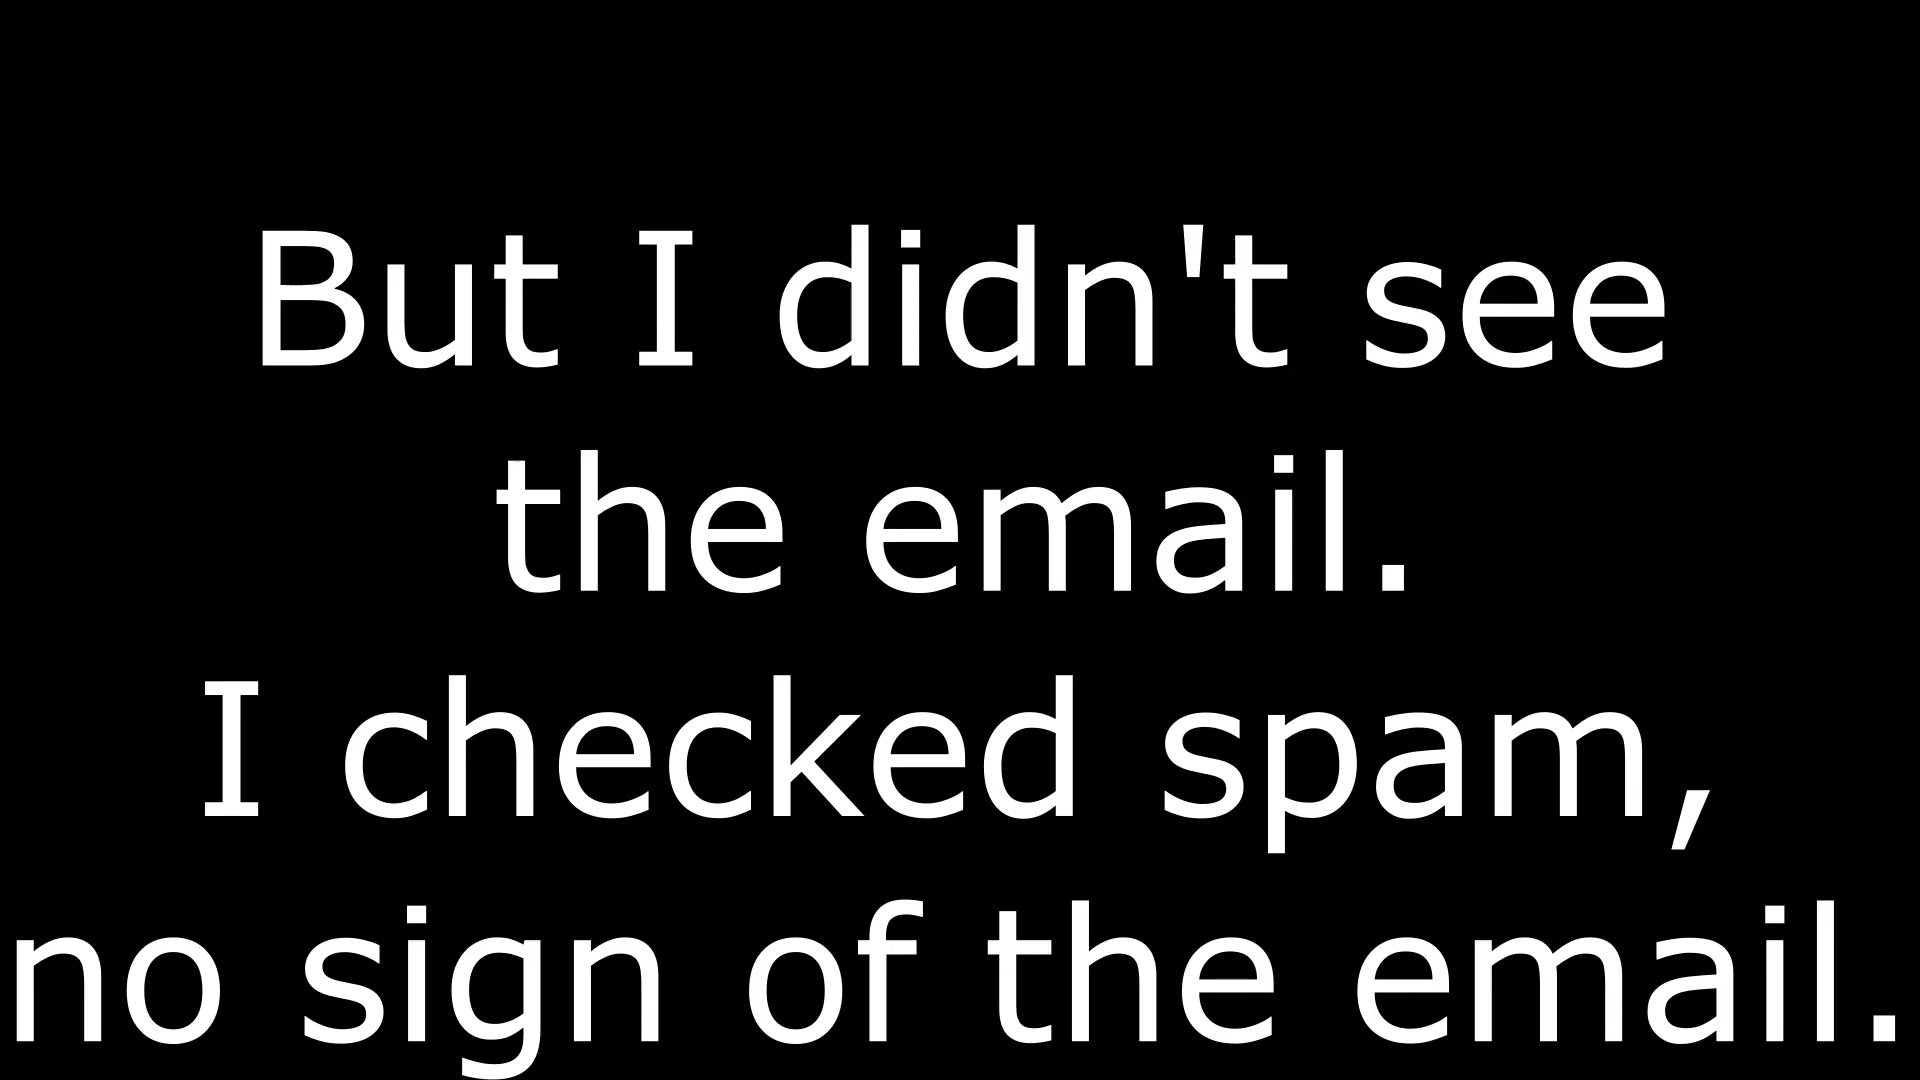 But I didn't see
the email.
I checked spam,
no sign of the email.